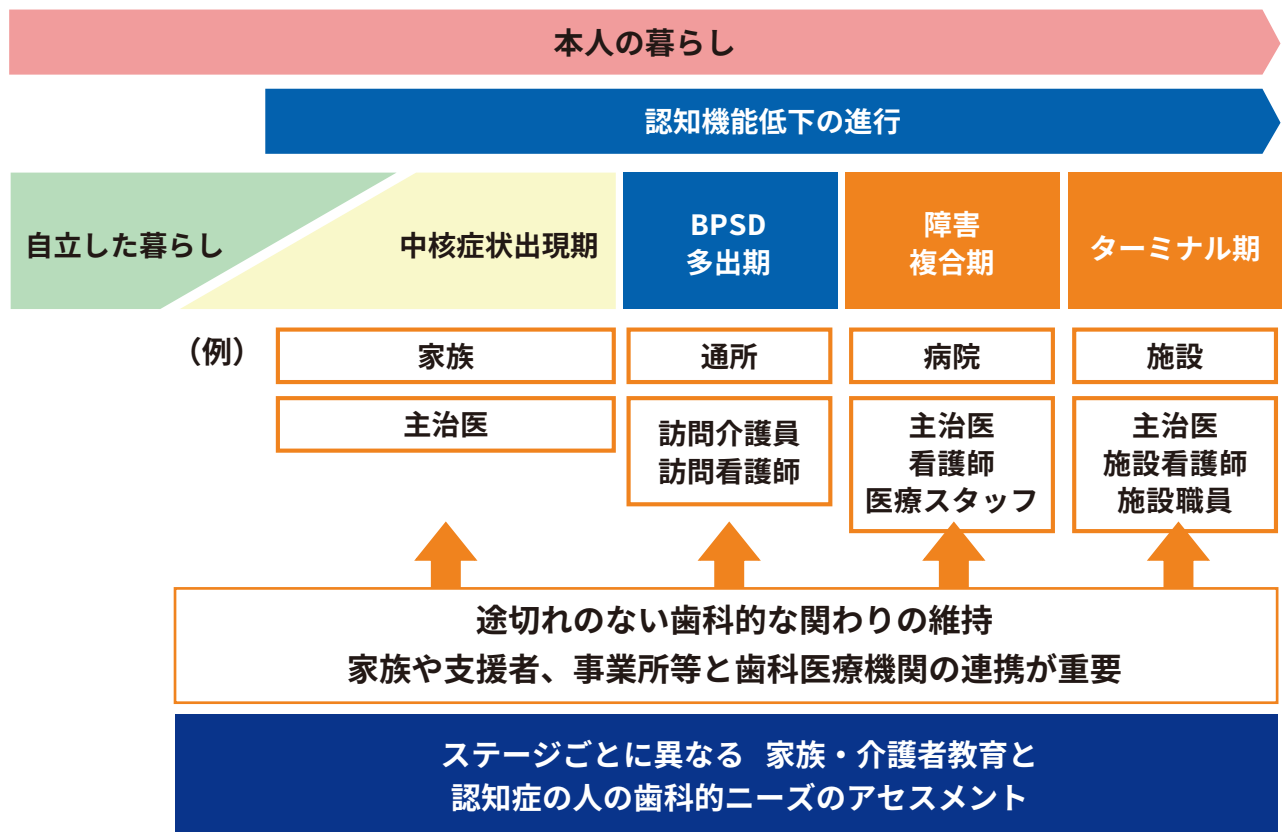 本人の暮らし
認知機能低下の進行
自立した暮らし
中核症状出現期
BPSD
多出期
障害
複合期
ターミナル期
（例）
家族
通所
病院
施設
主治医
訪問介護員
訪問看護師
主治医
看護師
医療スタッフ
主治医
施設看護師
施設職員
途切れのない歯科的な関わりの維持
家族や支援者、事業所等と歯科医療機関の連携が重要
ステージごとに異なる 家族・介護者教育と
認知症の人の歯科的ニーズのアセスメント